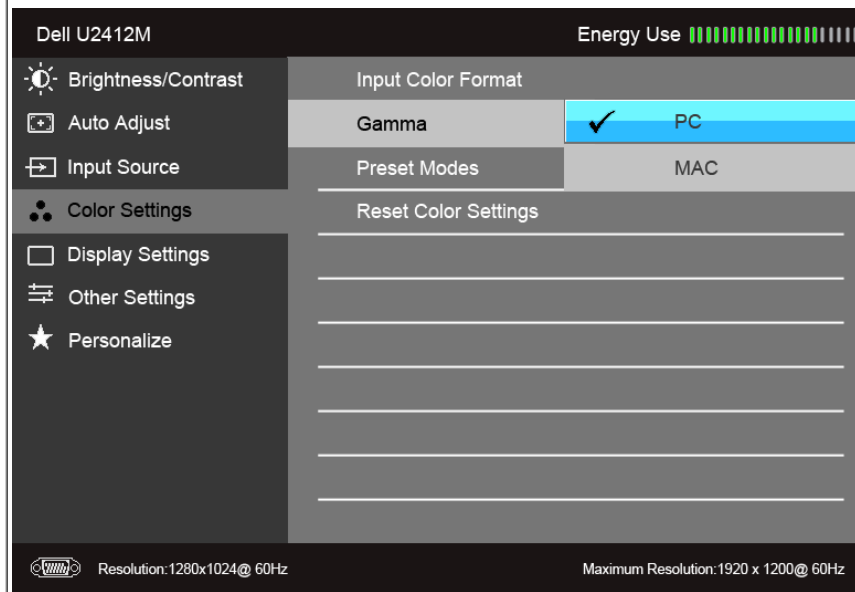 Dell U2412M
Energy Use
Brightness/Contrast
Auto Adjust
Input Source
Color Settings
Display Settings
Other Settings
Personalize
Input Color Format
Gamma
PC
Preset Modes
MAC
Reset Color Settings
Resolution:1280x1024@ 60Hz
Maximum Resolution:1920 x 1200@ 60Hz